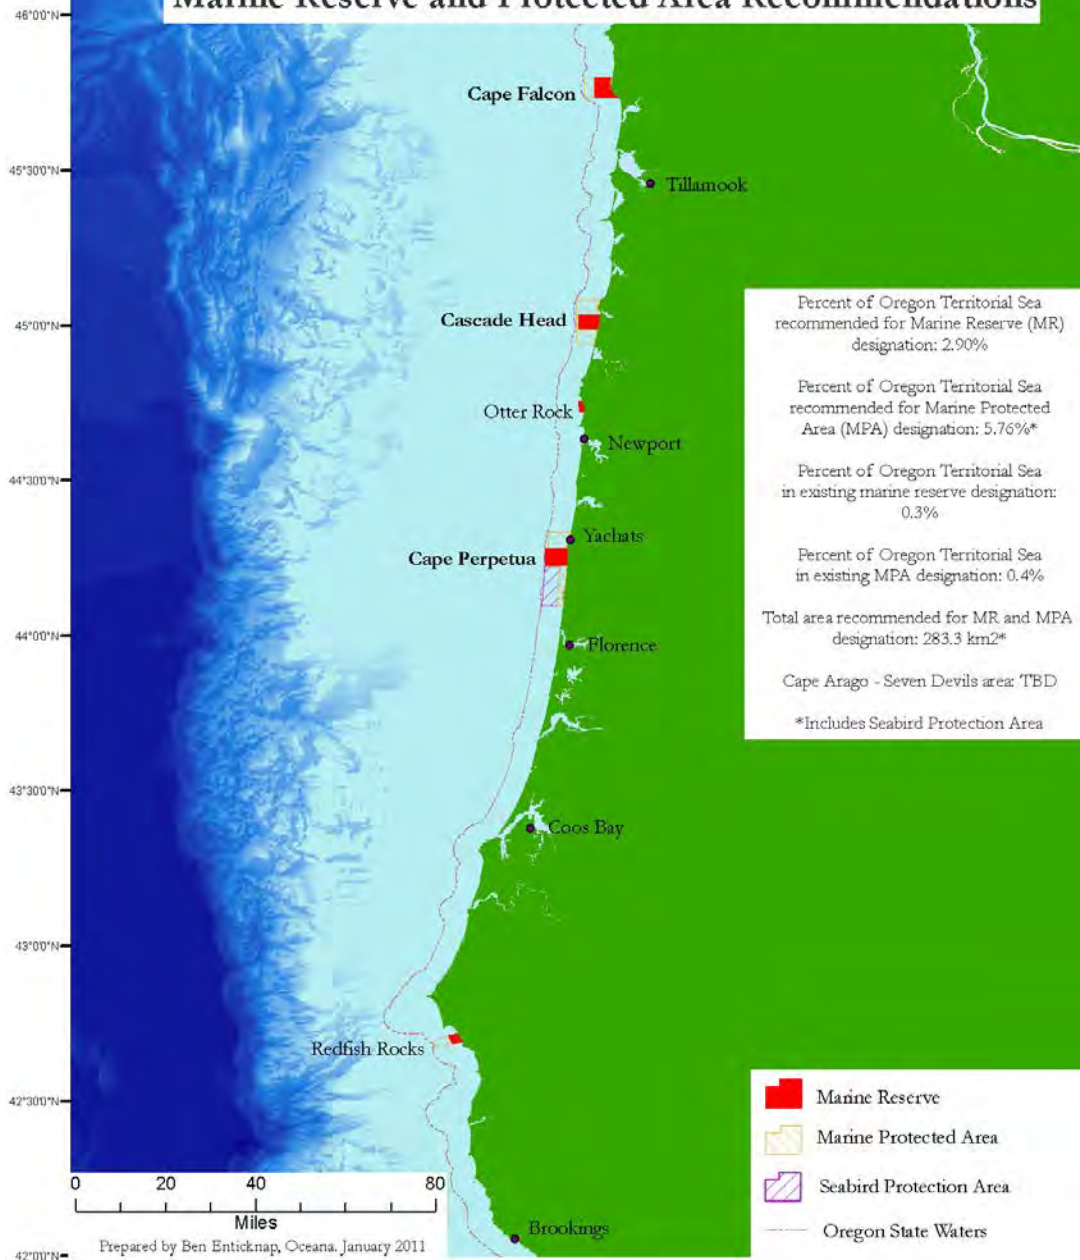 Marine Reserve and Protected Area Recommendations
46°0'0"N
Cape Falcon
45°30'0"N
Tillamook
45°0'0"N
Cascade Head
Otter Rock
Newport
44°30'0"N
Yachats
Cape Perpetua
44°0'0"N
Florence
43°30'0"N
Coos Bay
43°0'0"N
Redfish Rocks
42°30'0"N
Brookings
42°0'0"N
Percent of Oregon Territorial Sea
recommended for Marine Reserve (MR)
designation: 2.90%
Percent of Oregon Territorial Sea
recommended for Marine Protected
Area (MPA) designation: 5.76%*
Percent of Oregon Territorial Sea
in existing marine reserve designation:
0.3%
Percent of Oregon Territorial Sea
in existing MPA designation: 0.4%
Total area recommended for MR and MPA
designation: 283.3 km2*
Cape Arago - Seven Devils area: TBD
*Includes Seabird Protection Area
Marine Reserve
Marine Protected Area
Seabird Protection Area
Oregon State Waters
0 20 40 80
Miles
Prepared by Ben Enticknap, Oceana. January 2011